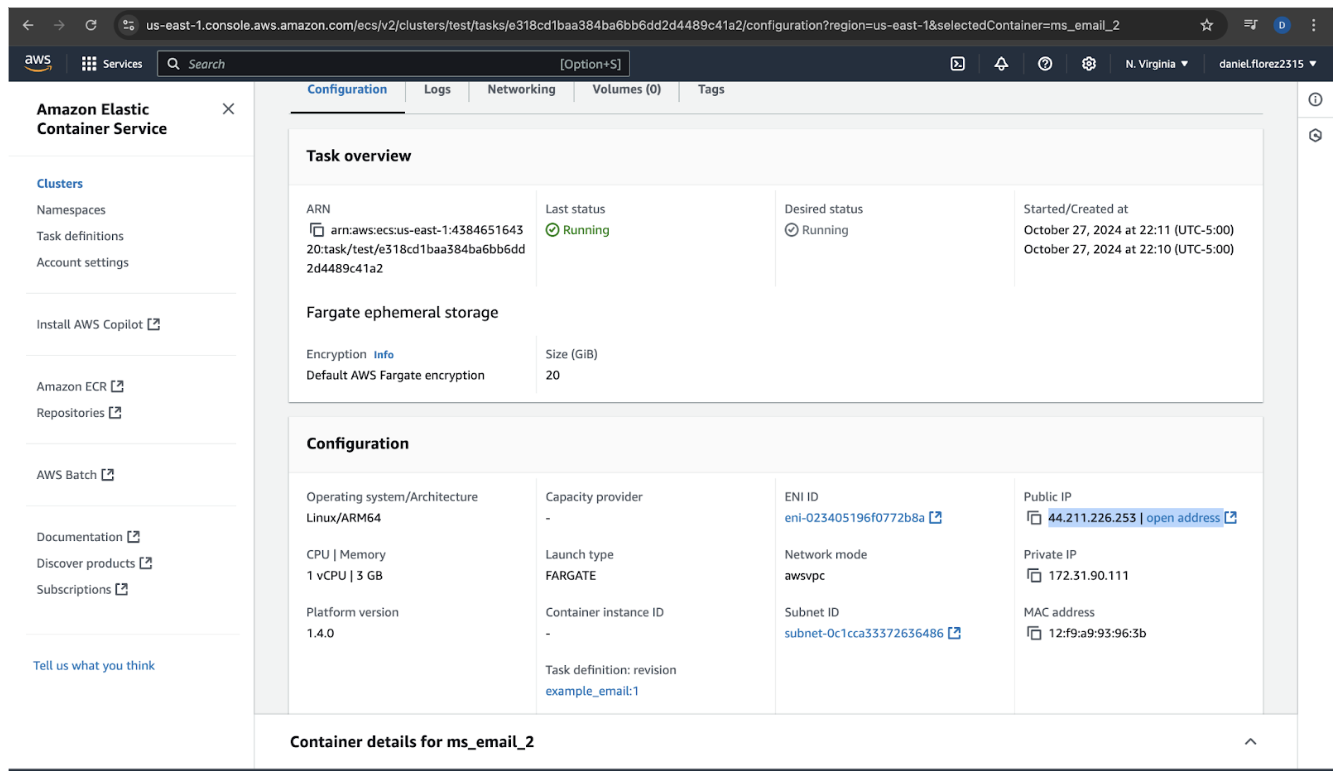 us-east-1.console.aws.amazon.com/ecs/v2/clusters/test/tasks/e318cd1baa384ba6bb6dd2d4489c41a2/configuration?region=us-east-1&selectedContainer=ms_email_2
D
aws
Services
Search
[Option+S]
N. Virginia
daniel.florez2315
Amazon Elastic
Container Service
Clusters
Namespaces
Task definitions
Account settings
Install AWS Copilot
Amazon ECR
Repositories
AWS Batch
Documentation
Discover products
Subscriptions
Tell us what you think
Configuration
Logs
Networking
Volumes (0)
Tags
Task overview
ARN
arn:aws:ecs:us-east-1:4384651643
20:task/test/e318cd1baa384ba6bb6dd
2d4489c41a2
Last status
Running
Desired status
Running
Started/Created at
October 27, 2024 at 22:11 (UTC-5:00)
October 27, 2024 at 22:10 (UTC-5:00)
Fargate ephemeral storage
Encryption Info
Default AWS Fargate encryption
Size (GiB)
20
Configuration
Operating system/Architecture
Linux/ARM64
CPU | Memory
1 vCPU | 3 GB
Platform version
1.4.0
Capacity provider
-
Launch type
FARGATE
Container instance ID
-
Task definition: revision
example_email:1
ENI ID
eni-023405196f0772b8a
Network mode
awsvpc
Subnet ID
subnet-0c1cca33372636486
Public IP
44.211.226.253 | open address
Private IP
172.31.90.111
MAC address
12:f9:a9:93:96:3b
Container details for ms_email_2